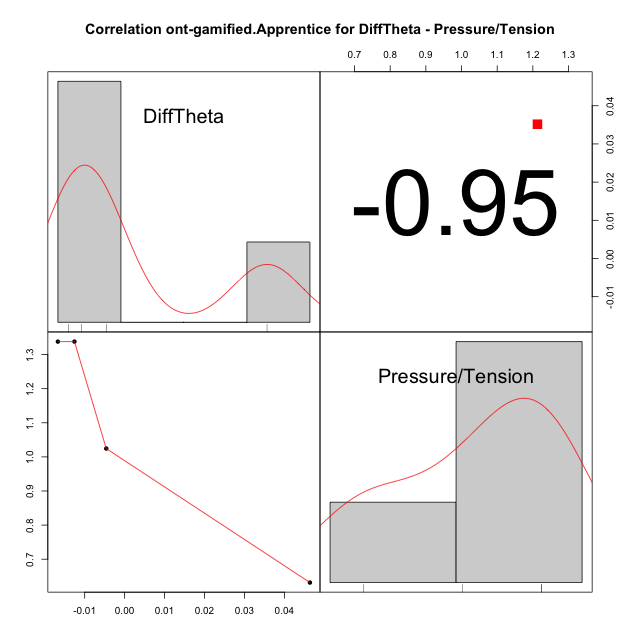 Correlation ont-gamified.Apprentice for DiffTheta - Pressure/Tension
0.7 0.8 0.9 1.0 1.1 1.2 1.3
DiffTheta
-0.95
0.04
0.03
0.02
0.01
0.00
-0.01
Pressure/Tension
1.3
1.2
1.1
1.0
0.9
0.8
0.7
-0.01 0.00 0.01 0.02 0.03 0.04